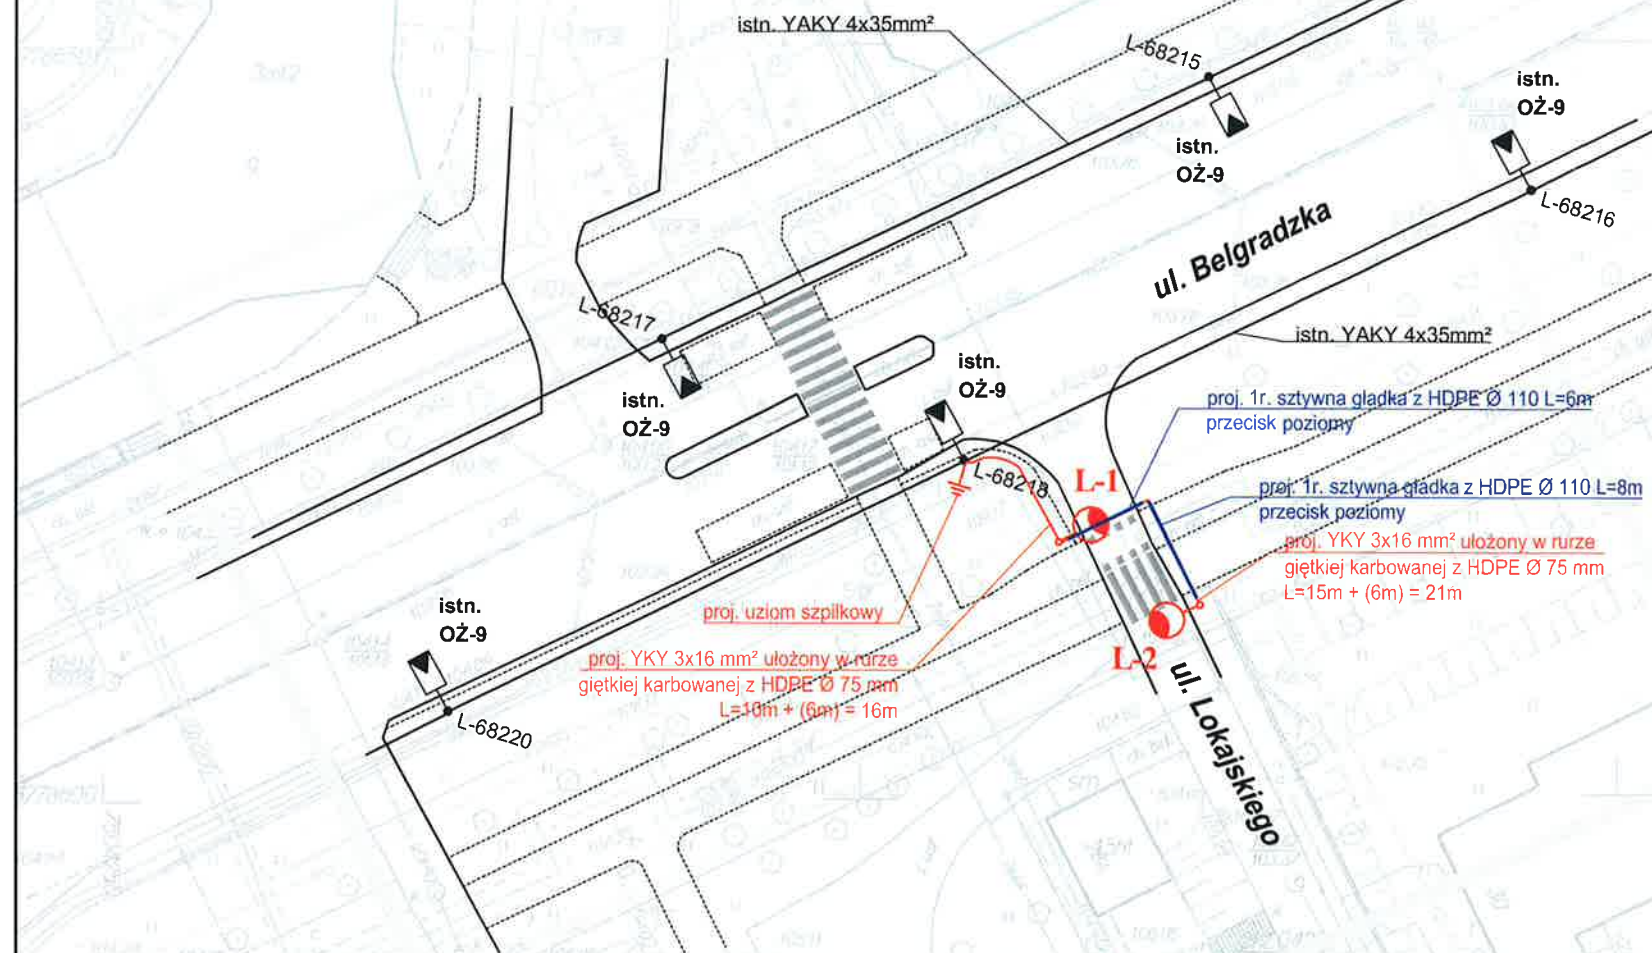 istn. YAKY 4x35mm²
L-68215
istn.
OŻ-9
istn.
OŻ-9
L-68216
ul. Belgradzka
L-68217
istn. YAKY 4x35mm²
istn.
OŻ-9
istn.
OŻ-9
proj. 1r. sztywna gładka z HDPE Ø 110 L=6m
przecisk poziomy
L-68218
L-1
proj. 1r. sztywna gładka z HDPE Ø 110 L=8m
przecisk poziomy
proj. YKY 3x16 mm² ułożony w rurze
giętkiej karbowanej z HDPE Ø 75 mm
L=15m + (6m) = 21m
istn.
OŻ-9
proj. uziom szpilkowy
proj. YKY 3x16 mm² ułożony w rurze
giętkiej karbowanej z HDPE Ø 75 mm
L=10m + (6m) = 16m
L-2
ul. Lokajskiego
L-68220